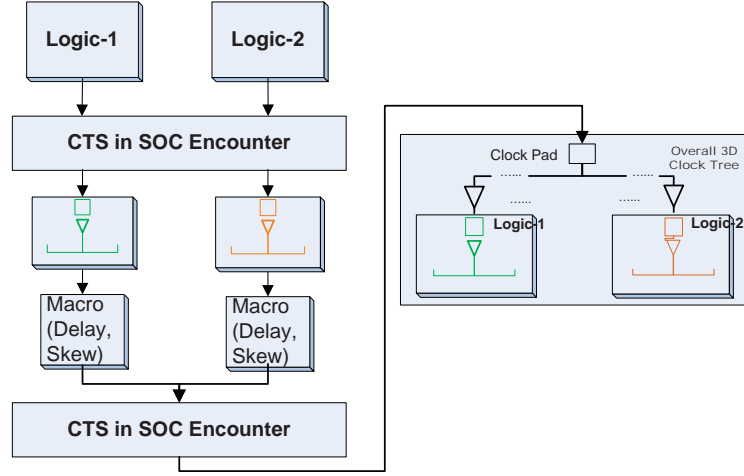 Logic-1
Logic-2
CTS in SOC Encounter
Macro
(Delay,
Skew)
Macro
(Delay,
Skew)
CTS in SOC Encounter
Clock Pad
Overall 3D
Clock Tree
......
......
......
......
Logic-1
Logic-2